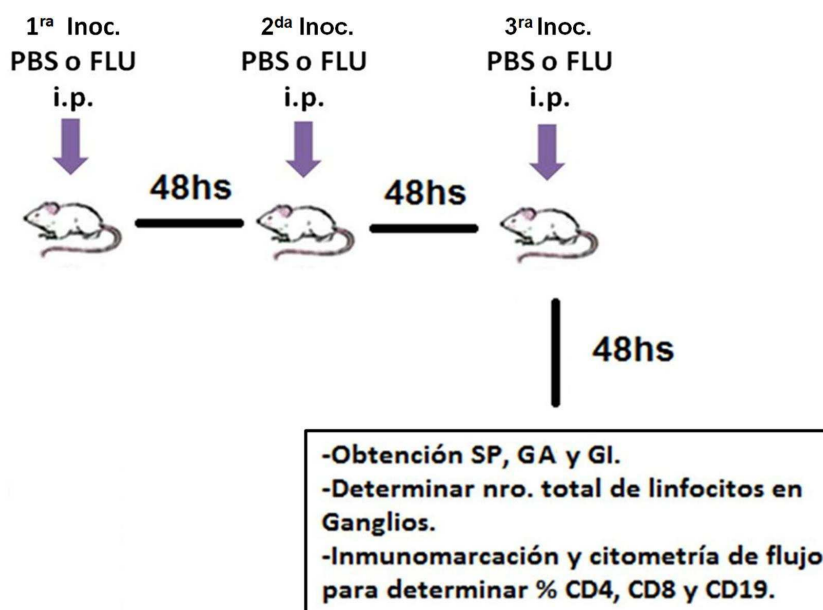 1ra Inoc.
PBS o FLU
i.p.
2da Inoc.
PBS o FLU
i.p.
3ra Inoc.
PBS o FLU
i.p.
48hs
48hs
48hs
-Obtención SP, GA y GI.
-Determinar nro. total de linfocitos en
Ganglios.
-Inmunomarcación y citometría de flujo
para determinar % CD4, CD8 y CD19.